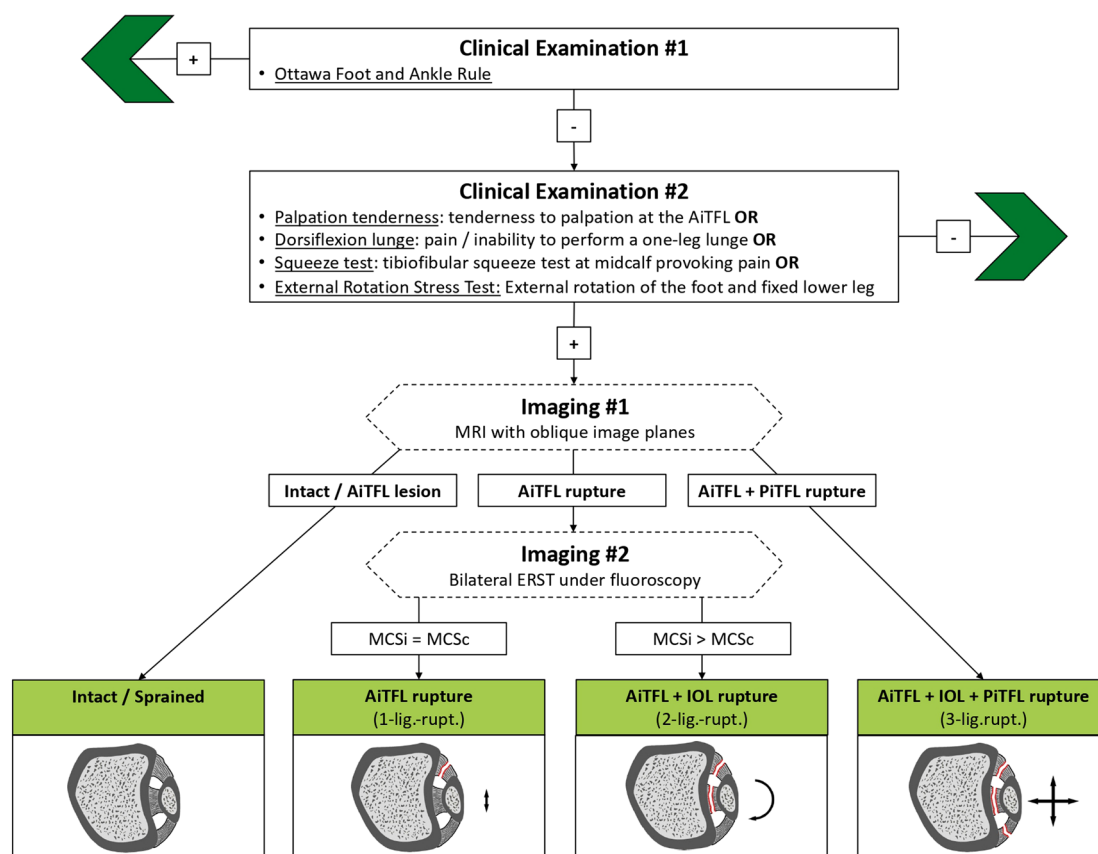 Clinical Examination #1
+
• Ottawa Foot and Ankle Rule
-
Clinical Examination #2
• Palpation tenderness: tenderness to palpation at the AiTFL OR
• Dorsiflexion lunge: pain / inability to perform a one-leg lunge OR
-
• Squeeze test: tibiofibular squeeze test at midcalf provoking pain OR
• External Rotation Stress Test: External rotation of the foot and fixed lower leg
+
Imaging #1
MRI with oblique image planes
Intact / AiTFL lesion
AiTFL rupture
AiTFL + PiTFL rupture
Imaging #2
Bilateral ERST under fluoroscopy
MCSi = MCSc
MCSi > MCSc
Intact / Sprained
AiTFL rupture
(1-lig.-rupt.)
AiTFL + IOL rupture
(2-lig.-rupt.)
AiTFL + IOL + PiTFL rupture
(3-lig.rupt.)